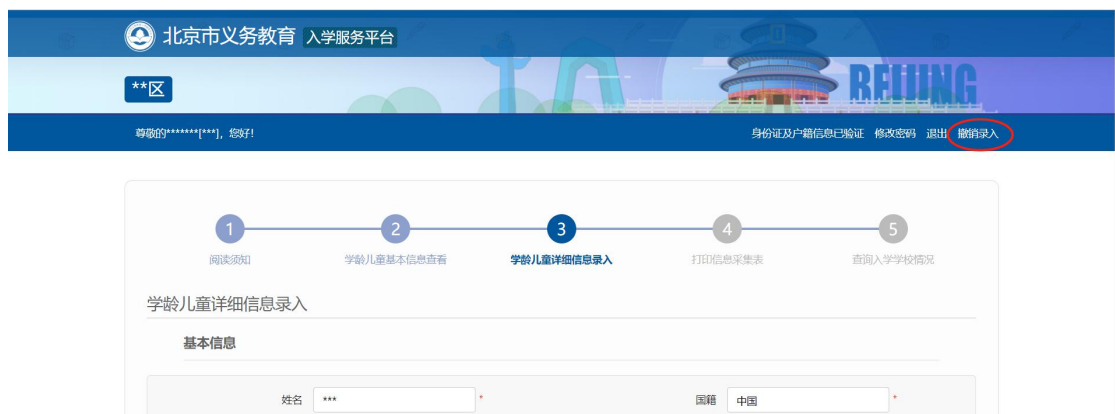 北京市义务教育 入学服务平台
**区
BEIJING
尊敬的*******[***]，您好！ 身份证及户籍信息已验证 修改密码 退出 撤销录入
1 2 3 4 5
阅读须知 学龄儿童基本信息查看 学龄儿童详细信息录入 打印信息采集表 查询入学学校情况
学龄儿童详细信息录入
基本信息
姓名 *** * 国籍 中国 *